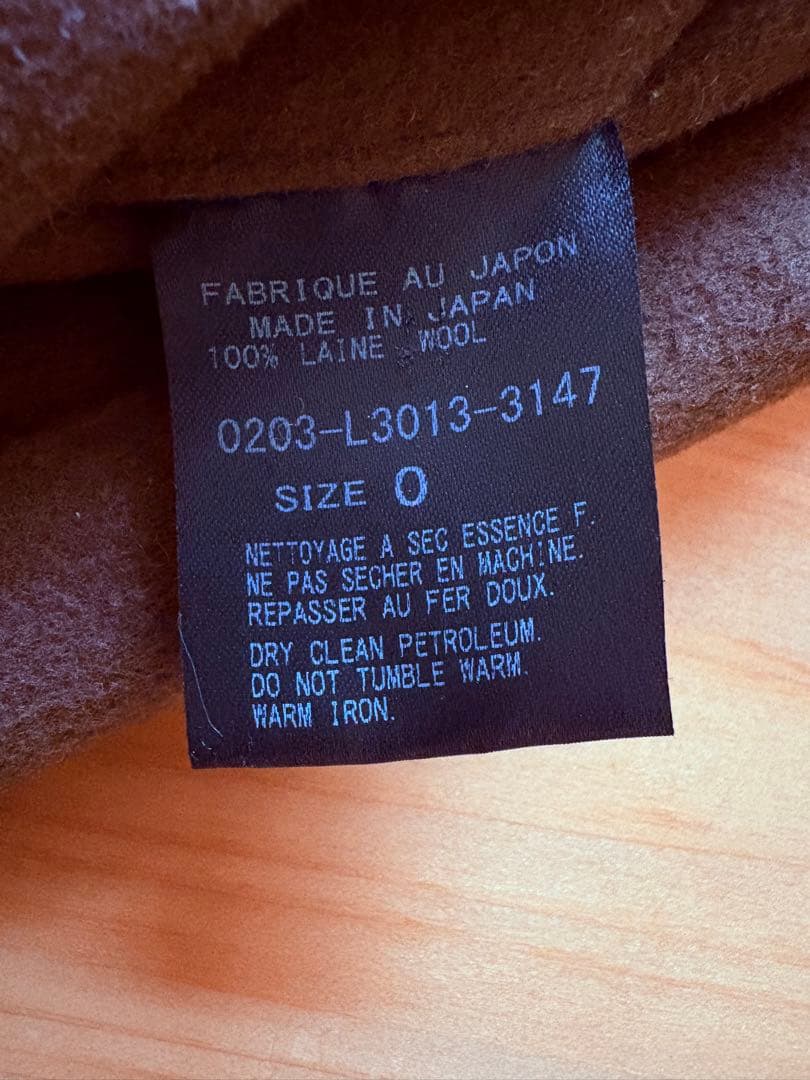 FABRIQUE AU JAPON
MADE IN JAPAN
100% LAINE WOOL
0203-L3013-3147
SIZE 0
NETTOYAGE A SEC ESSENCE F.
NE PAS SECHER EN MACHINE.
REPASSER AU FER DOUX.
DRY CLEAN PETROLEUM.
DO NOT TUMBLE WARM.
WARM IRON.